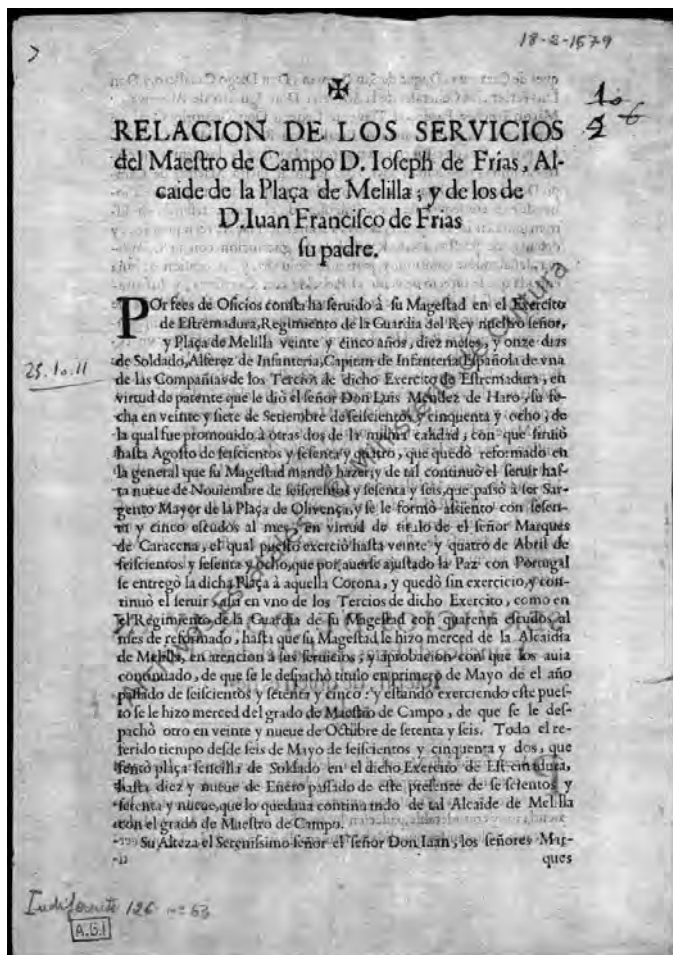 18-2-1679
✠
1o
2 6
RELACION DE LOS SERVICIOS
del Maeſtro de Campo D. Ioſeph de Frias, Al-
caide de la Plaça de Melilla; y de los de
D. Iuan Franciſco de Frias
ſu padre.
POr fees de Oficios conſta ha ſeruido à ſu Mageſtad en el Exercito
de Eſtremadura, Regimiento de la Guardia del Rey nueſtro ſeñor,
y Plaça de Melilla veinte y cinco años, diez meſes, y onze dias
25.10.11
de Soldado, Alferez de Infanteria, Capitan de Infanteria Eſpañola de vna
de las Compañias de los Tercios de dicho Exercito de Eſtremadura, en
virtud de patente que le diò el ſeñor Don Luis Mendez de Haro, ſu fe-
cha en veinte y ſiete de Setiembre de ſeiſcientos y cinquenta y ocho; de
la qual fue promouido à otras dos de la miſma calidad, con que ſiruiò
haſta Agoſto de ſeiſcientos y ſeſenta y quatro, que quedò reformado en
la general que ſu Mageſtad mandò hazer; y de tal continuò el ſeruir haſ-
ta nueue de Nouiembre de ſeiſcientos y ſeſenta y ſeis, que paſsò à ſer Sar-
gento Mayor de la Plaça de Oliuença, y ſe le formò aſsiento con ſeſen-
ta y cinco eſcudos al mes, en virtud de titulo de el ſeñor Marques
de Caracena, el qual pueſto exerciò haſta veinte y quatro de Abril de
ſeiſcientos y ſeſenta y ocho, que por auerſe ajuſtado la Paz con Portugal
ſe entregò la dicha Plaça à aquella Corona, y quedò ſin exercicio, y con-
tinuò el ſeruir, aſsi en vno de los Tercios de dicho Exercito, como en
el Regimiento de la Guardia de ſu Mageſtad con quarenta eſcudos al
mes de reformado, haſta que ſu Mageſtad le hizo merced de la Alcaidia
de Melilla, en atencion à ſus ſeruicios, y aprobacion con que los auia
continuado, de que ſe le deſpachò titulo en primero de Mayo de el año
paſſado de ſeiſcientos y ſetenta y cinco: y eſtando exerciendo eſte pueſ-
to ſe le hizo merced del grado de Maeſtro de Campo, de que ſe le deſ-
pachò otro en veinte y nueue de Octubre de ſetenta y ſeis. Todo el re-
ferido tiempo deſde ſeis de Mayo de ſeiſcientos y cinquenta y dos, que
ſentò plaça ſencilla de Soldado en el dicho Exercito de Eſtremadura,
haſta diez y nueue de Enero paſſado de eſte preſente de ſeiſcientos y
ſetenta y nueue, que lo quedaua continuando de tal Alcaide de Melilla
con el grado de Maeſtro de Campo.
Su Alteza el Sereniſsimo ſeñor el ſeñor Don Iuan; los ſeñores Mar-
ques
Indiferente 126 nº 63
A.G.I